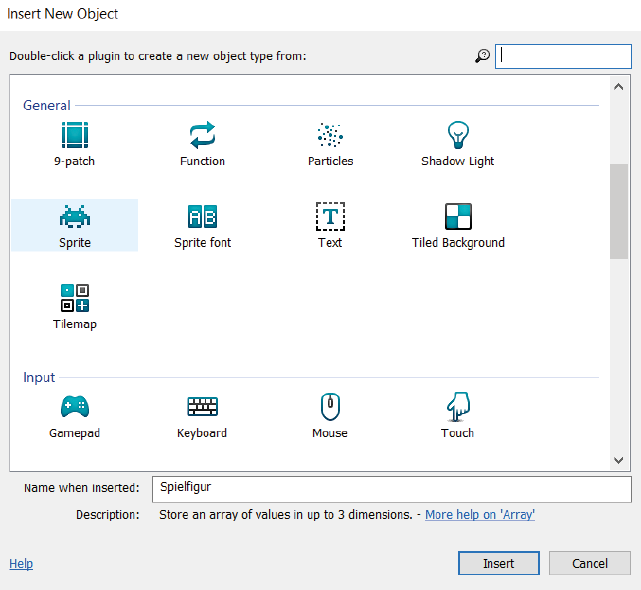 Insert New Object
Double-click a plugin to create a new object type from:
General
9-patch Function Particles Shadow Light
Sprite Sprite font Text Tiled Background
Tilemap
Input
Gamepad Keyboard Mouse Touch
Name when inserted: Spielfigur
Description: Store an array of values in up to 3 dimensions. - More help on 'Array'
Help Insert Cancel